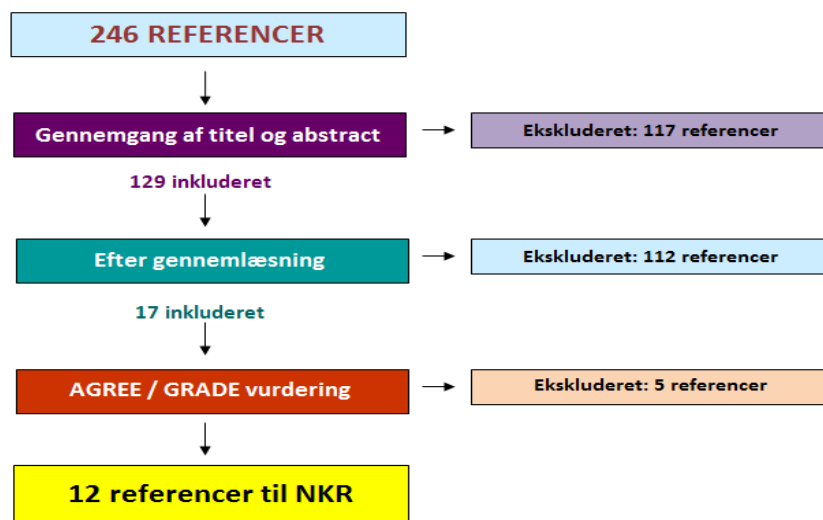 246 REFERENCER
Gennemgang af titel og abstract
Ekskluderet: 117 referencer
129 inkluderet
Efter gennemlæsning
Ekskluderet: 112 referencer
17 inkluderet
AGREE / GRADE vurdering
Ekskluderet: 5 referencer
12 referencer til NKR